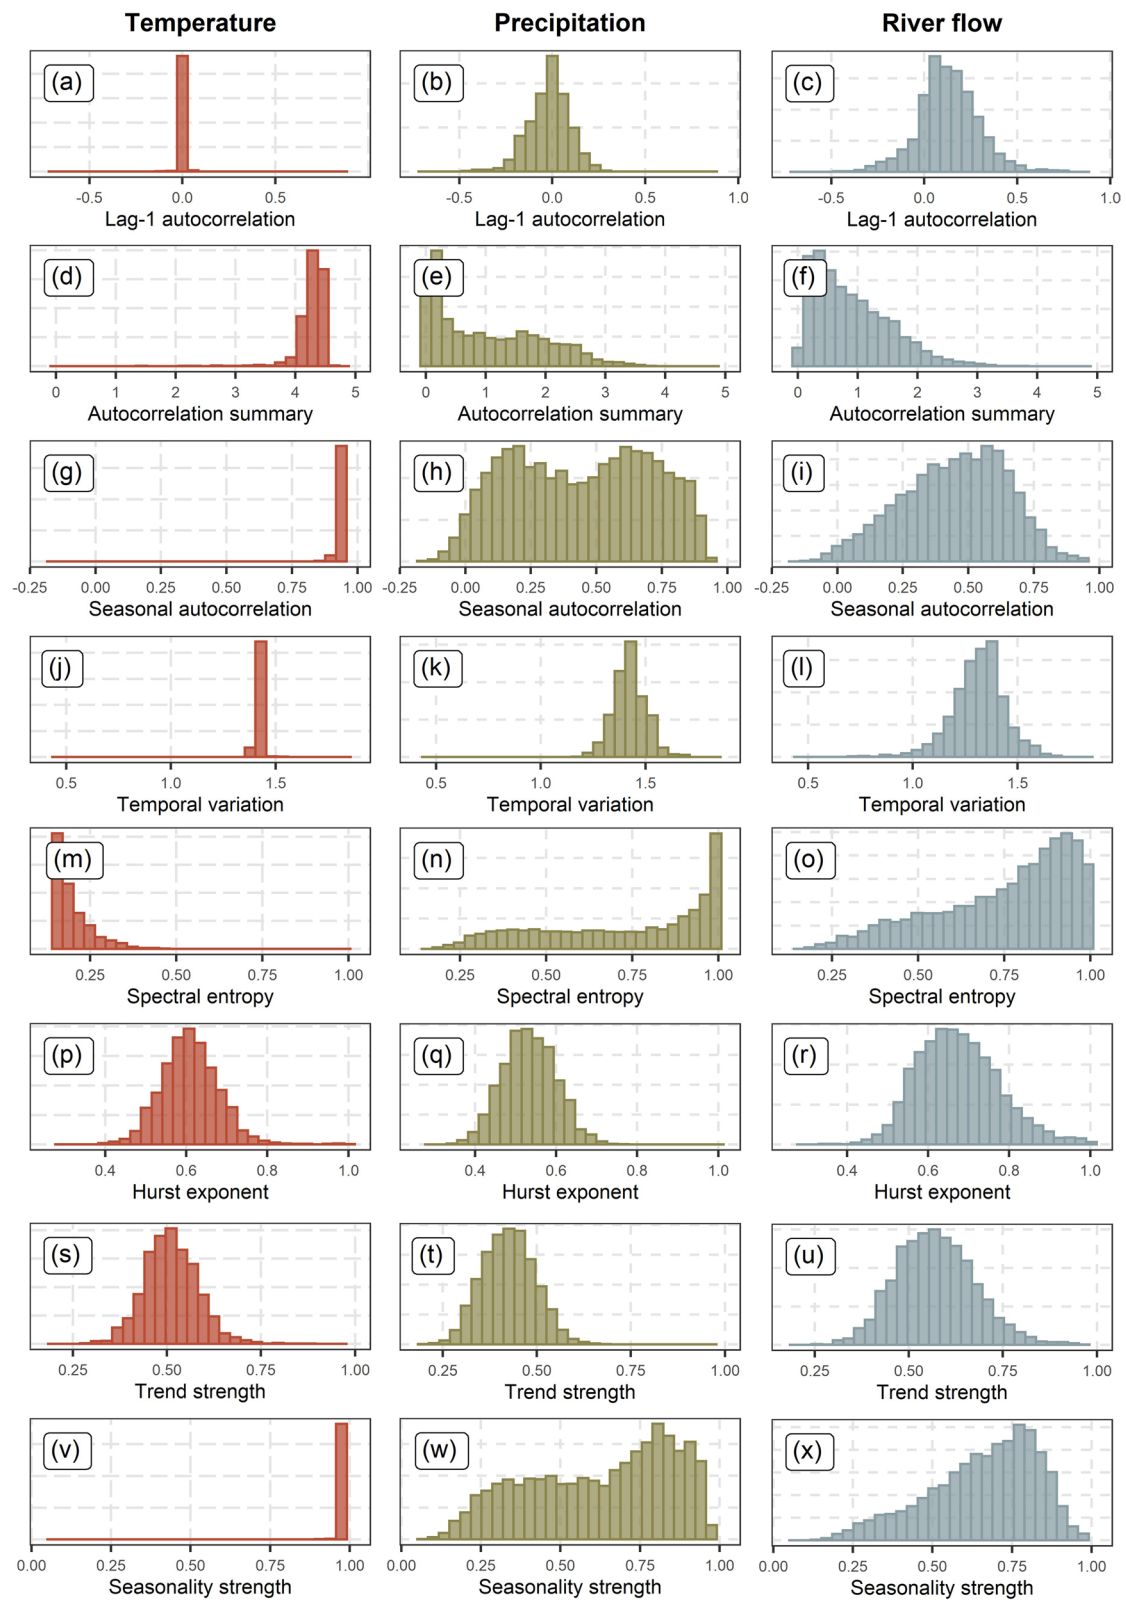 Temperature Precipitation River flow
(a) (b) (c)
-0.5 0.0 0.5 -0.5 0.0 0.5 1.0 -0.5 0.0 0.5 1.0
Lag-1 autocorrelation Lag-1 autocorrelation Lag-1 autocorrelation
(d) (e) (f)
0 1 2 3 4 5 0 1 2 3 4 5 0 1 2 3 4 5
Autocorrelation summary Autocorrelation summary Autocorrelation summary
(g) (h) (i)
-0.25 0.00 0.25 0.50 0.75 1.00 -0.25 0.00 0.25 0.50 0.75 1.00 -0.25 0.00 0.25 0.50 0.75 1.00
Seasonal autocorrelation Seasonal autocorrelation Seasonal autocorrelation
(j) (k) (l)
0.5 1.0 1.5 0.5 1.0 1.5 0.5 1.0 1.5
Temporal variation Temporal variation Temporal variation
(m) (n) (o)
0.25 0.50 0.75 1.00 0.25 0.50 0.75 1.00 0.25 0.50 0.75 1.00
Spectral entropy Spectral entropy Spectral entropy
(p) (q) (r)
0.4 0.6 0.8 1.0 0.4 0.6 0.8 1.0 0.4 0.6 0.8 1.0
Hurst exponent Hurst exponent Hurst exponent
(s) (t) (u)
0.25 0.50 0.75 1.00 0.25 0.50 0.75 1.00 0.25 0.50 0.75 1.00
Trend strength Trend strength Trend strength
(v) (w) (x)
0.00 0.25 0.50 0.75 1.00 0.00 0.25 0.50 0.75 1.00 0.00 0.25 0.50 0.75 1.00
Seasonality strength Seasonality strength Seasonality strength